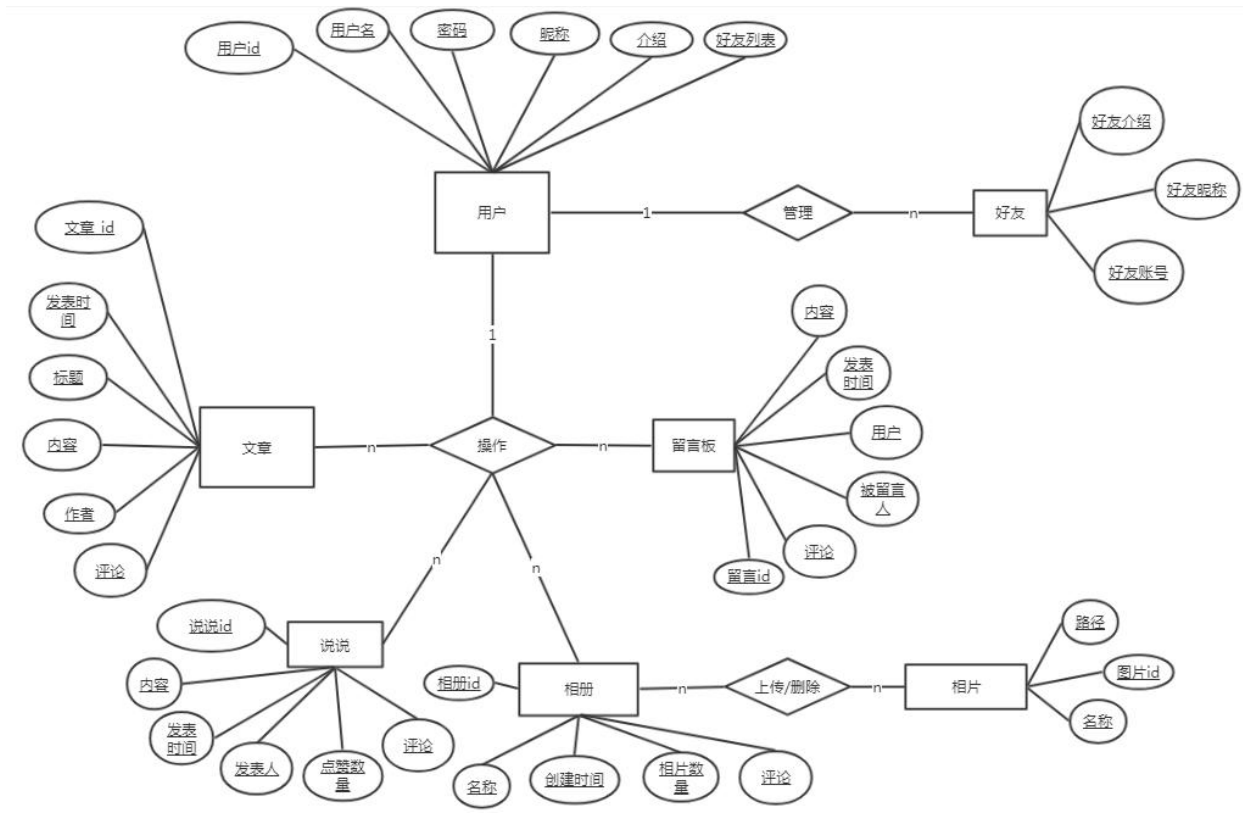 用户id
用户名
密码
昵称
介绍
好友列表
用户
1
管理
n
好友
好友介绍
好友昵称
好友账号
文章 id
发表时
间
标题
内容
作者
评论
文章
n
1
操作
n
留言板
内容
发表
时间
用户
被留言
人
评论
留言id
n
n
说说id
说说
内容
发表
时间
发表人
点赞数
量
评论
相册id
相册
n
上传/删除
n
相片
路径
图片id
名称
名称
创建时间
相片数
量
评论